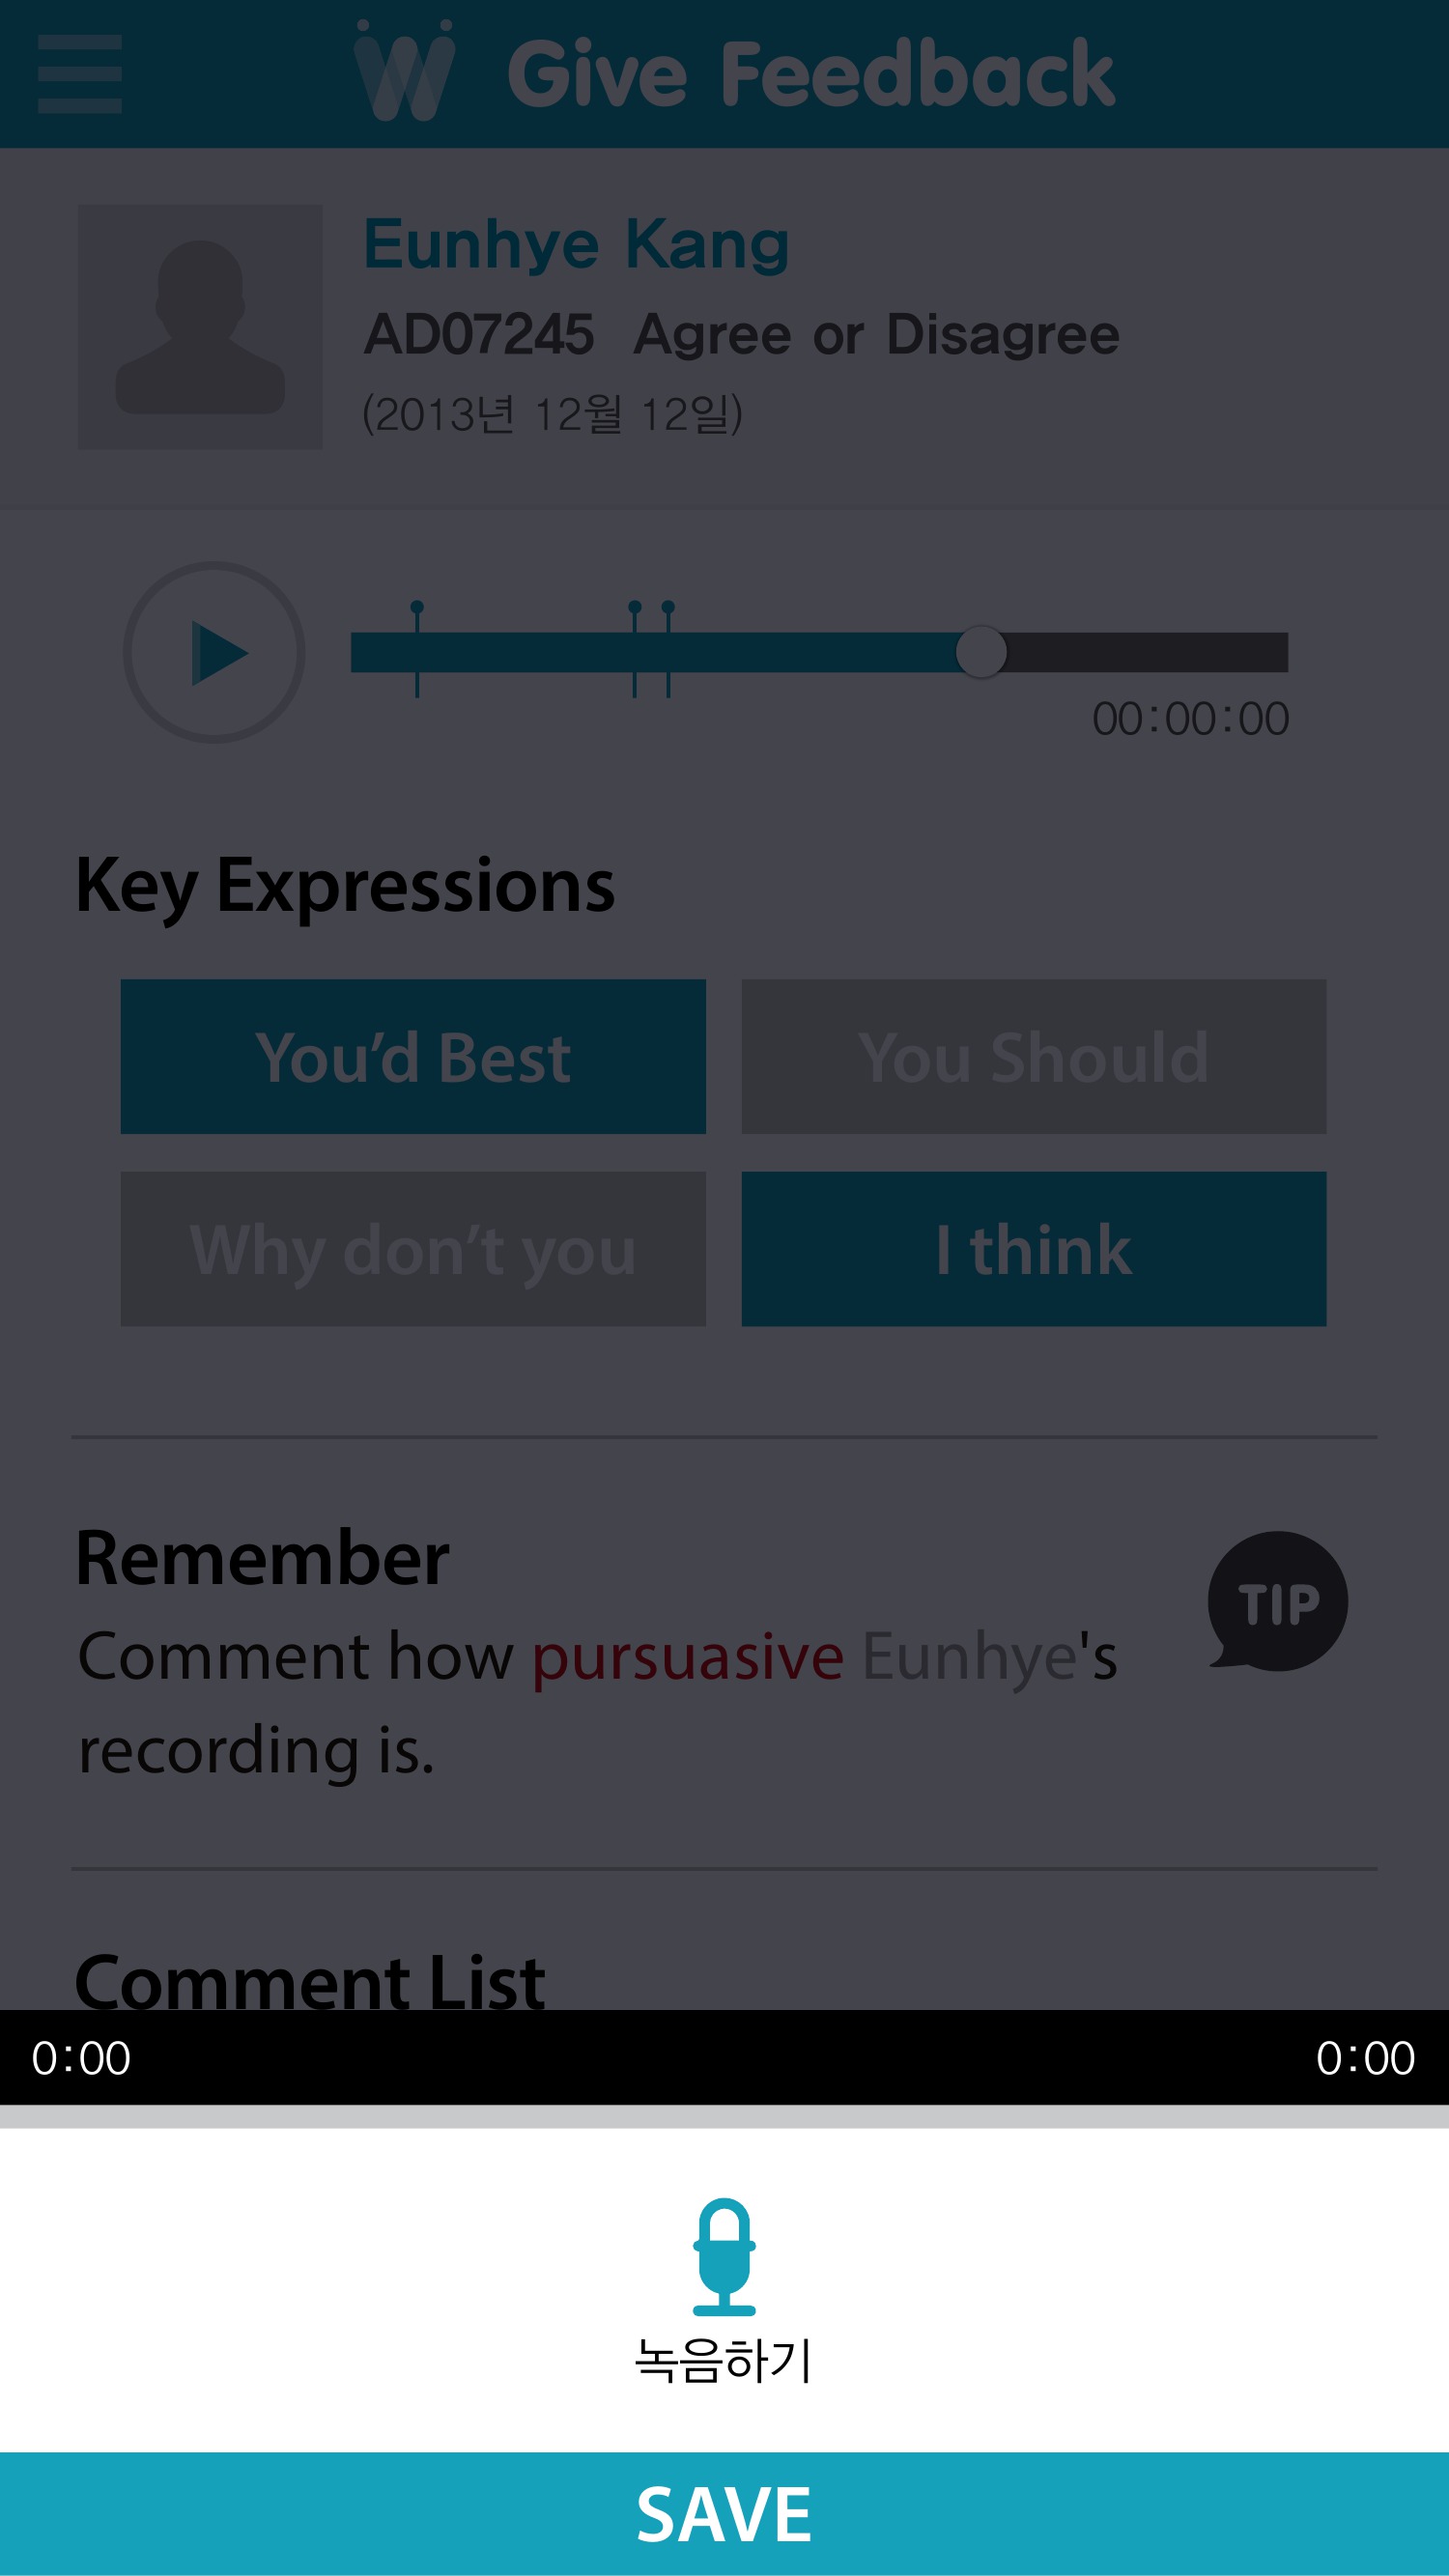 Give Feedback
Eunhye Kang
AD07245 Agree or Disagree
(2013년 12월 12일)
00:00:00
Key Expressions
You’d Best
You Should
Why don’t you
I think
Remember
TIP
Comment how pursuasive Eunhye's
recording is.
Comment List
0:00
0:00
녹음하기
SAVE